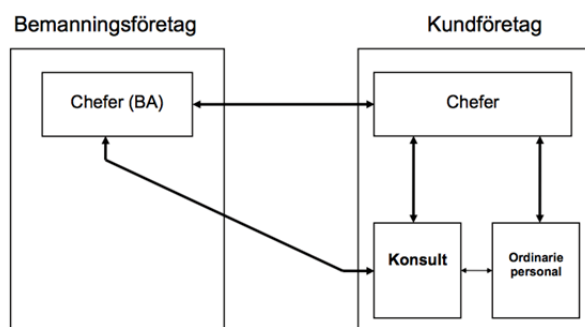 Bemanningsföretag
Kundföretag
Chefer (BA)
Chefer
Konsult
Ordinarie
personal